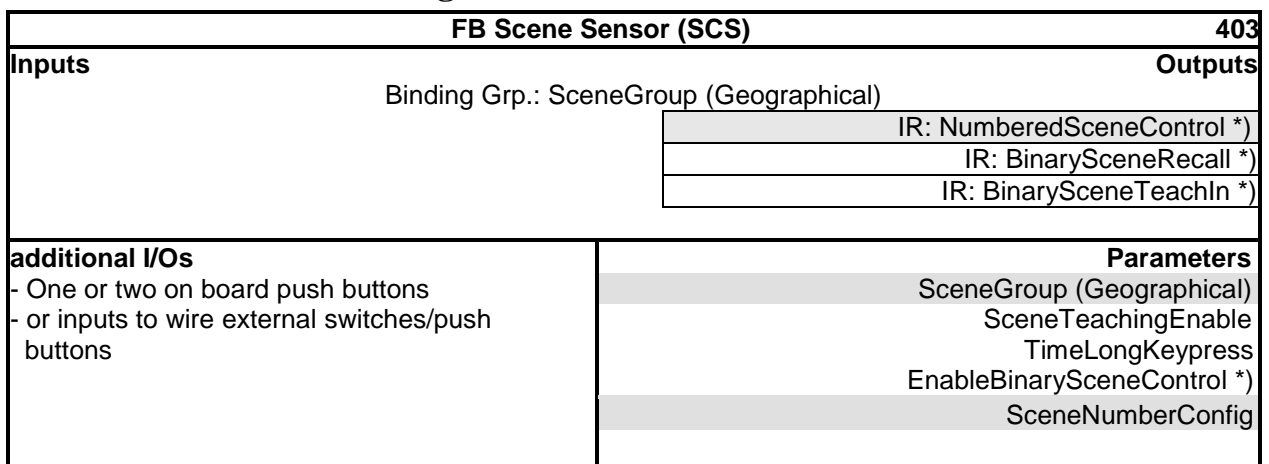 FB Scene Sensor (SCS) 403
Inputs Outputs
Binding Grp.: SceneGroup (Geographical)
IR: NumberedSceneControl *)
IR: BinarySceneRecall *)
IR: BinarySceneTeachIn *)
additional I/Os Parameters
- One or two on board push buttons SceneGroup (Geographical)
- or inputs to wire external switches/push SceneTeachingEnable
buttons TimeLongKeypress
EnableBinarySceneControl *)
SceneNumberConfig